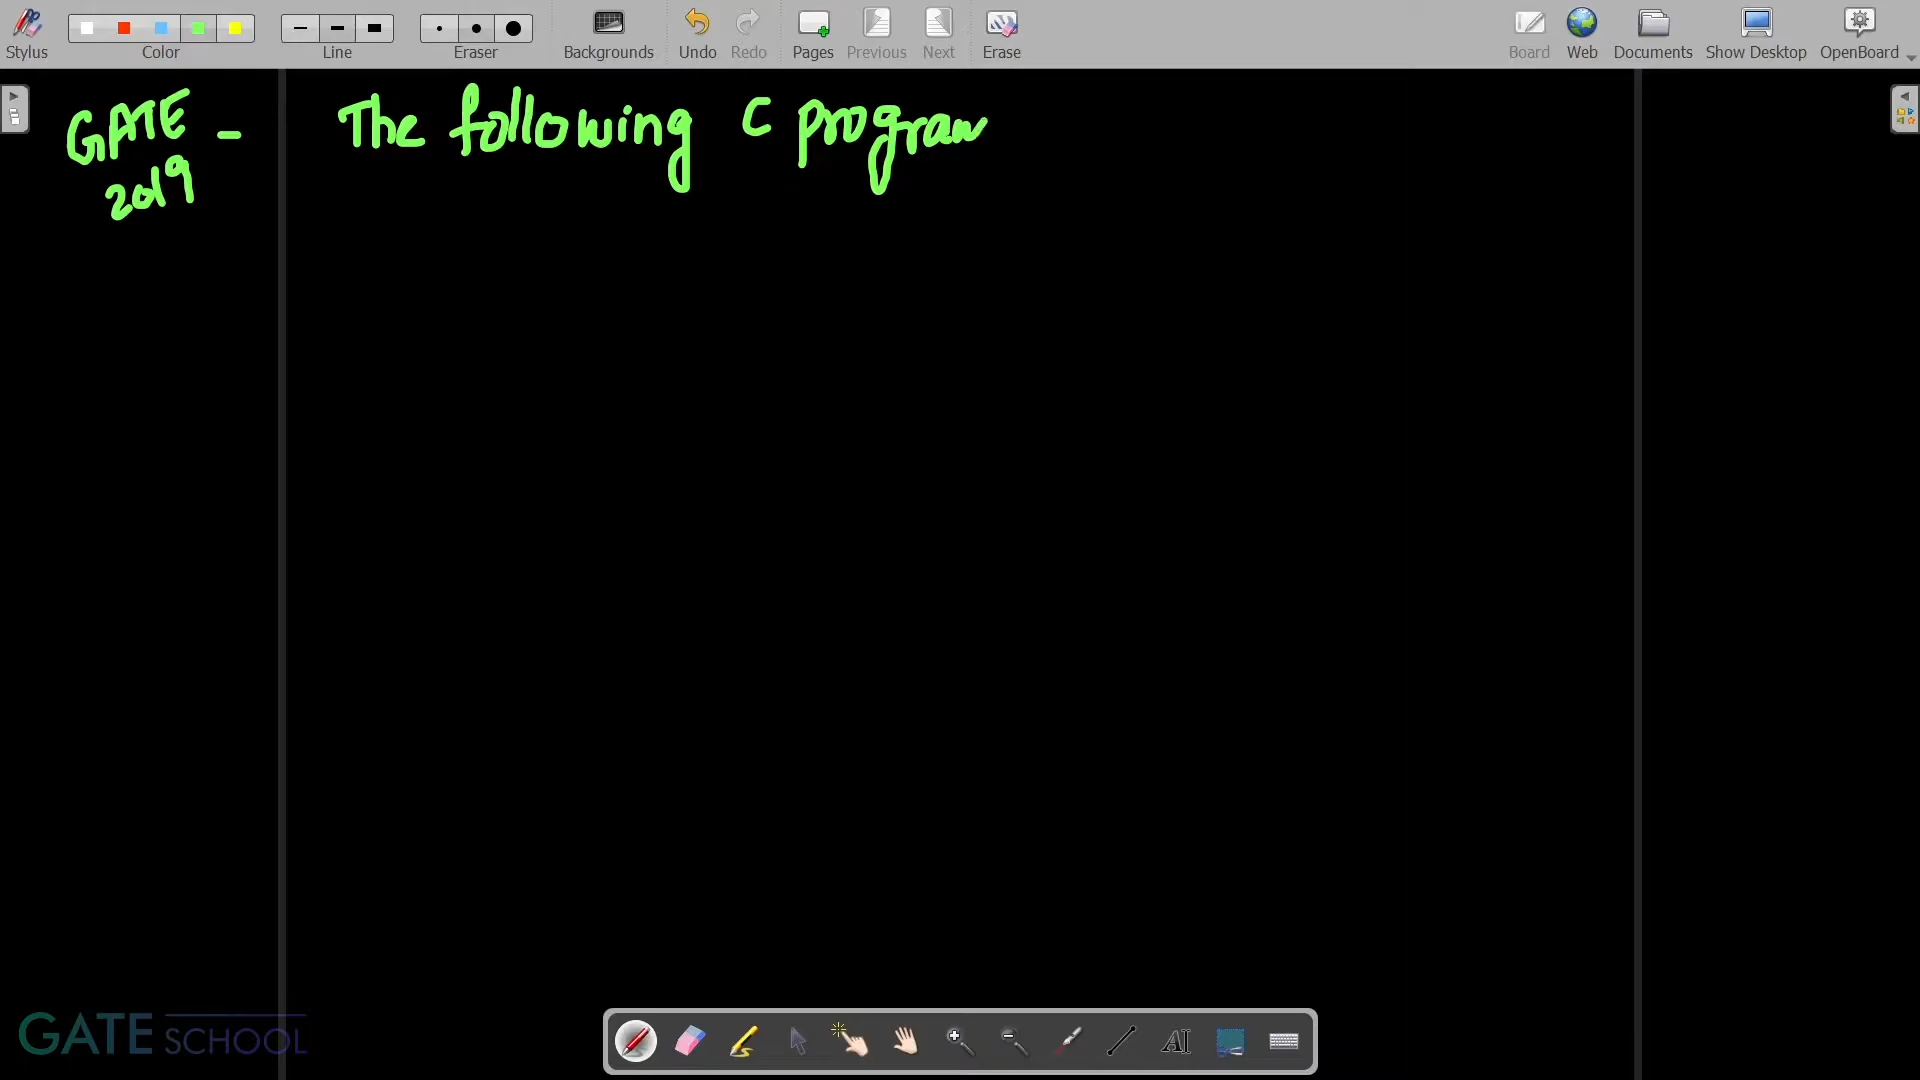 Stylus Color Line Eraser Backgrounds Undo Redo Pages Previous Next Erase Board Web Documents Show Desktop OpenBoard
GATE - The following C program
2019
GATE SCHOOL